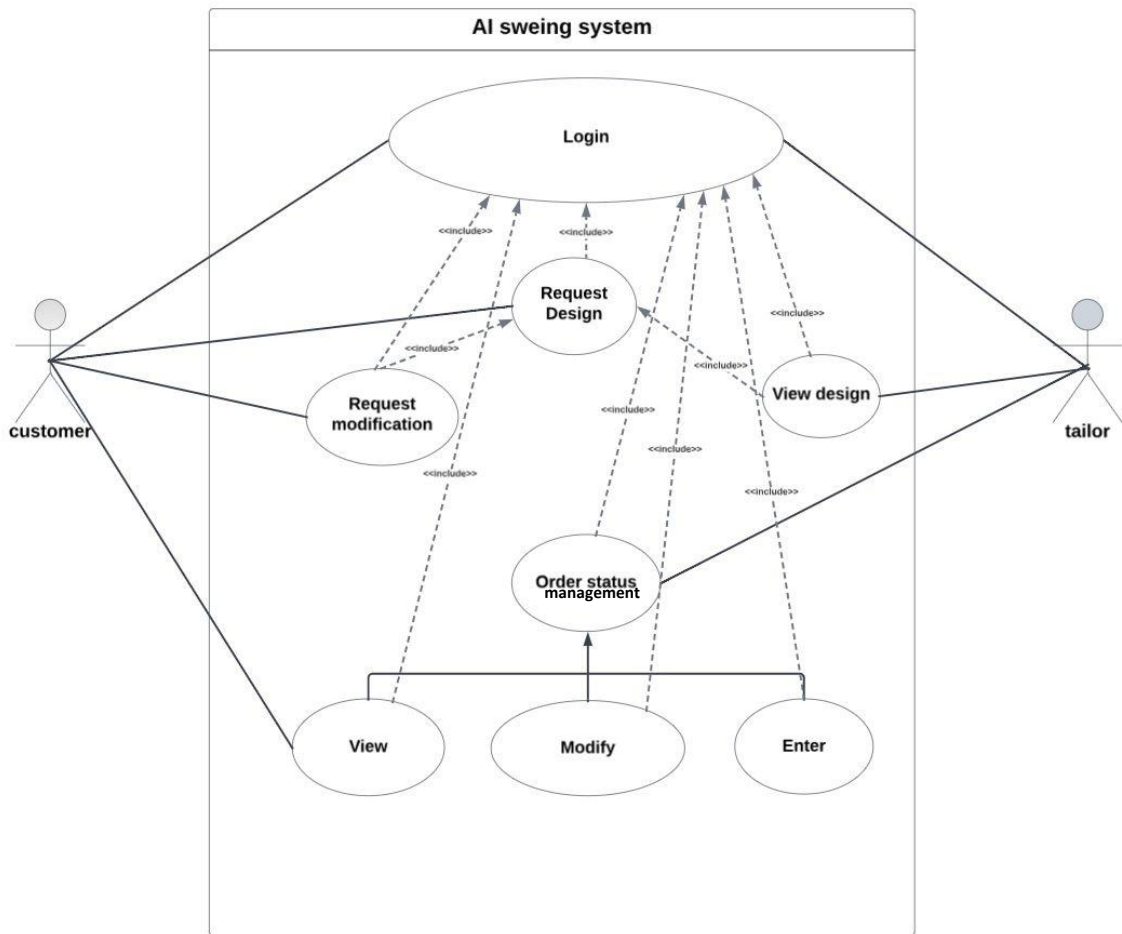 AI sweing system
Login
<<include>>
<<include>>
Request
Design
<<include>>
<<include>>
<<include>>
View design
Request
modification
customer
tailor
<<include>>
<<include>>
<<include>>
<<include>>
Order status
management
View
Modify
Enter